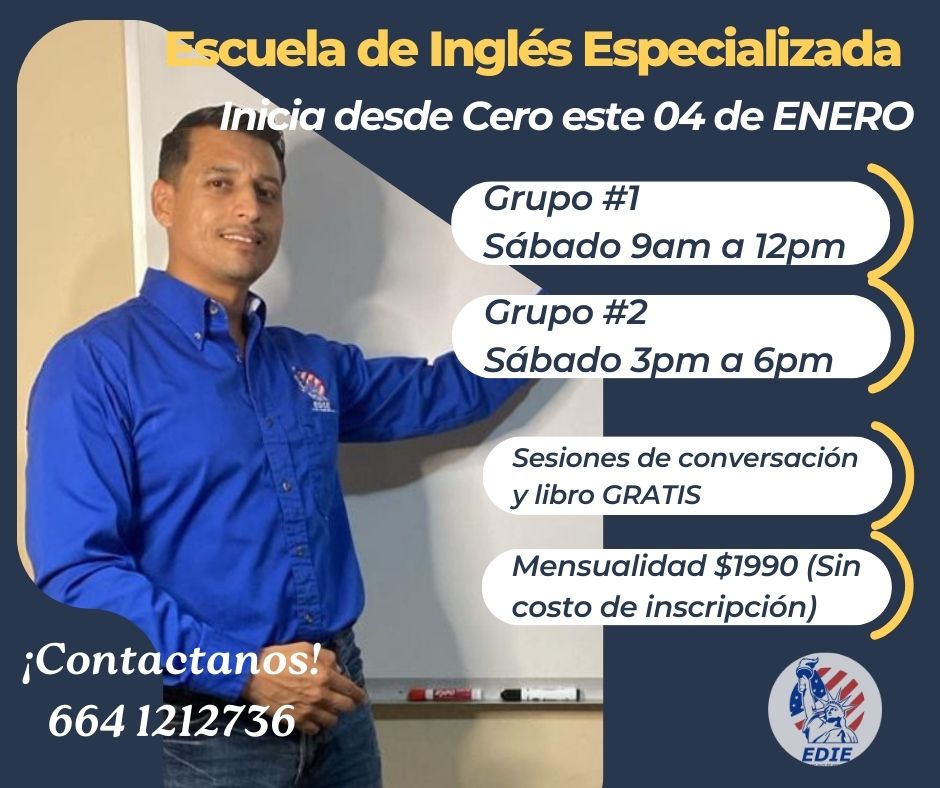 Escuela de Inglés Especializada
Inicia desde Cero este 04 de ENERO
Grupo #1
Sábado 9am a 12pm
Grupo #2
Sábado 3pm a 6pm
Sesiones de conversación
y libro GRATIS
Mensualidad $1990 (Sin
costo de inscripción)
¡Contactanos!
664 1212736
EDIE
EDIE